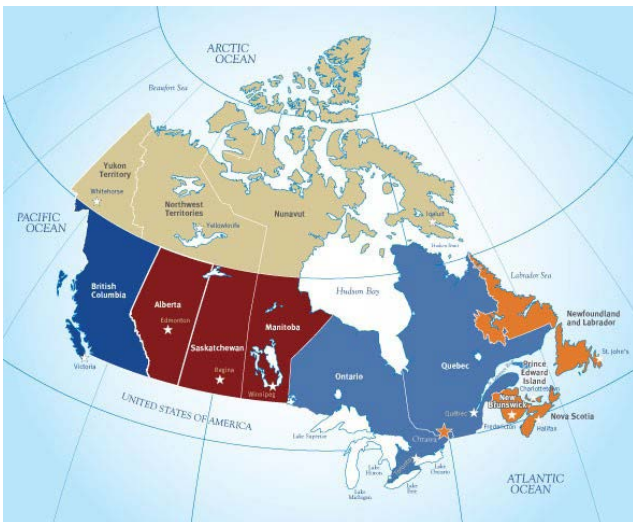 ARCTIC
OCEAN
Beaufort Sea
Yukon
Territory
Whitehorse
Northwest
Territories
Yellowknife
Nunavut
Iqaluit
PACIFIC
OCEAN
British
Columbia
Victoria
Alberta
Edmonton
Saskatchewan
Regina
Manitoba
Winnipeg
Hudson Bay
Labrador Sea
Newfoundland
and Labrador
St. John's
Ontario
Quebec
Québec
Ottawa
Prince
Edward
Island
Charlottetown
New
Brunswick
Fredericton
Nova Scotia
Halifax
UNITED STATES OF AMERICA
Lake Superior
Lake
Huron
Lake
Michigan
Lake
Ontario
Lake
Erie
ATLANTIC
OCEAN